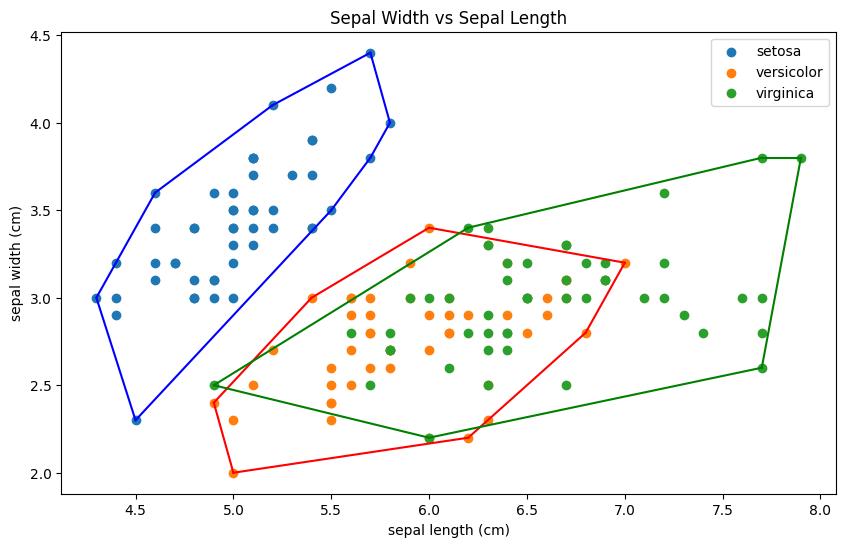 Sepal Width vs Sepal Length
setosa
versicolor
virginica
sepal width (cm)
4.5
4.0
3.5
3.0
2.5
2.0
4.5
5.0
5.5
6.0
6.5
7.0
7.5
8.0
sepal length (cm)